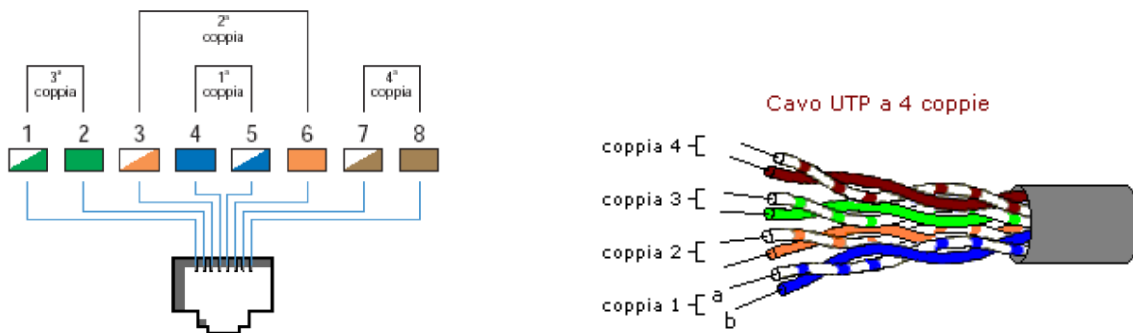 2ª
coppia
3ª
coppia
1ª
coppia
4ª
coppia
1 2 3 4 5 6 7 8
Cavo UTP a 4 coppie
coppia 4
coppia 3
coppia 2
coppia 1
a
b